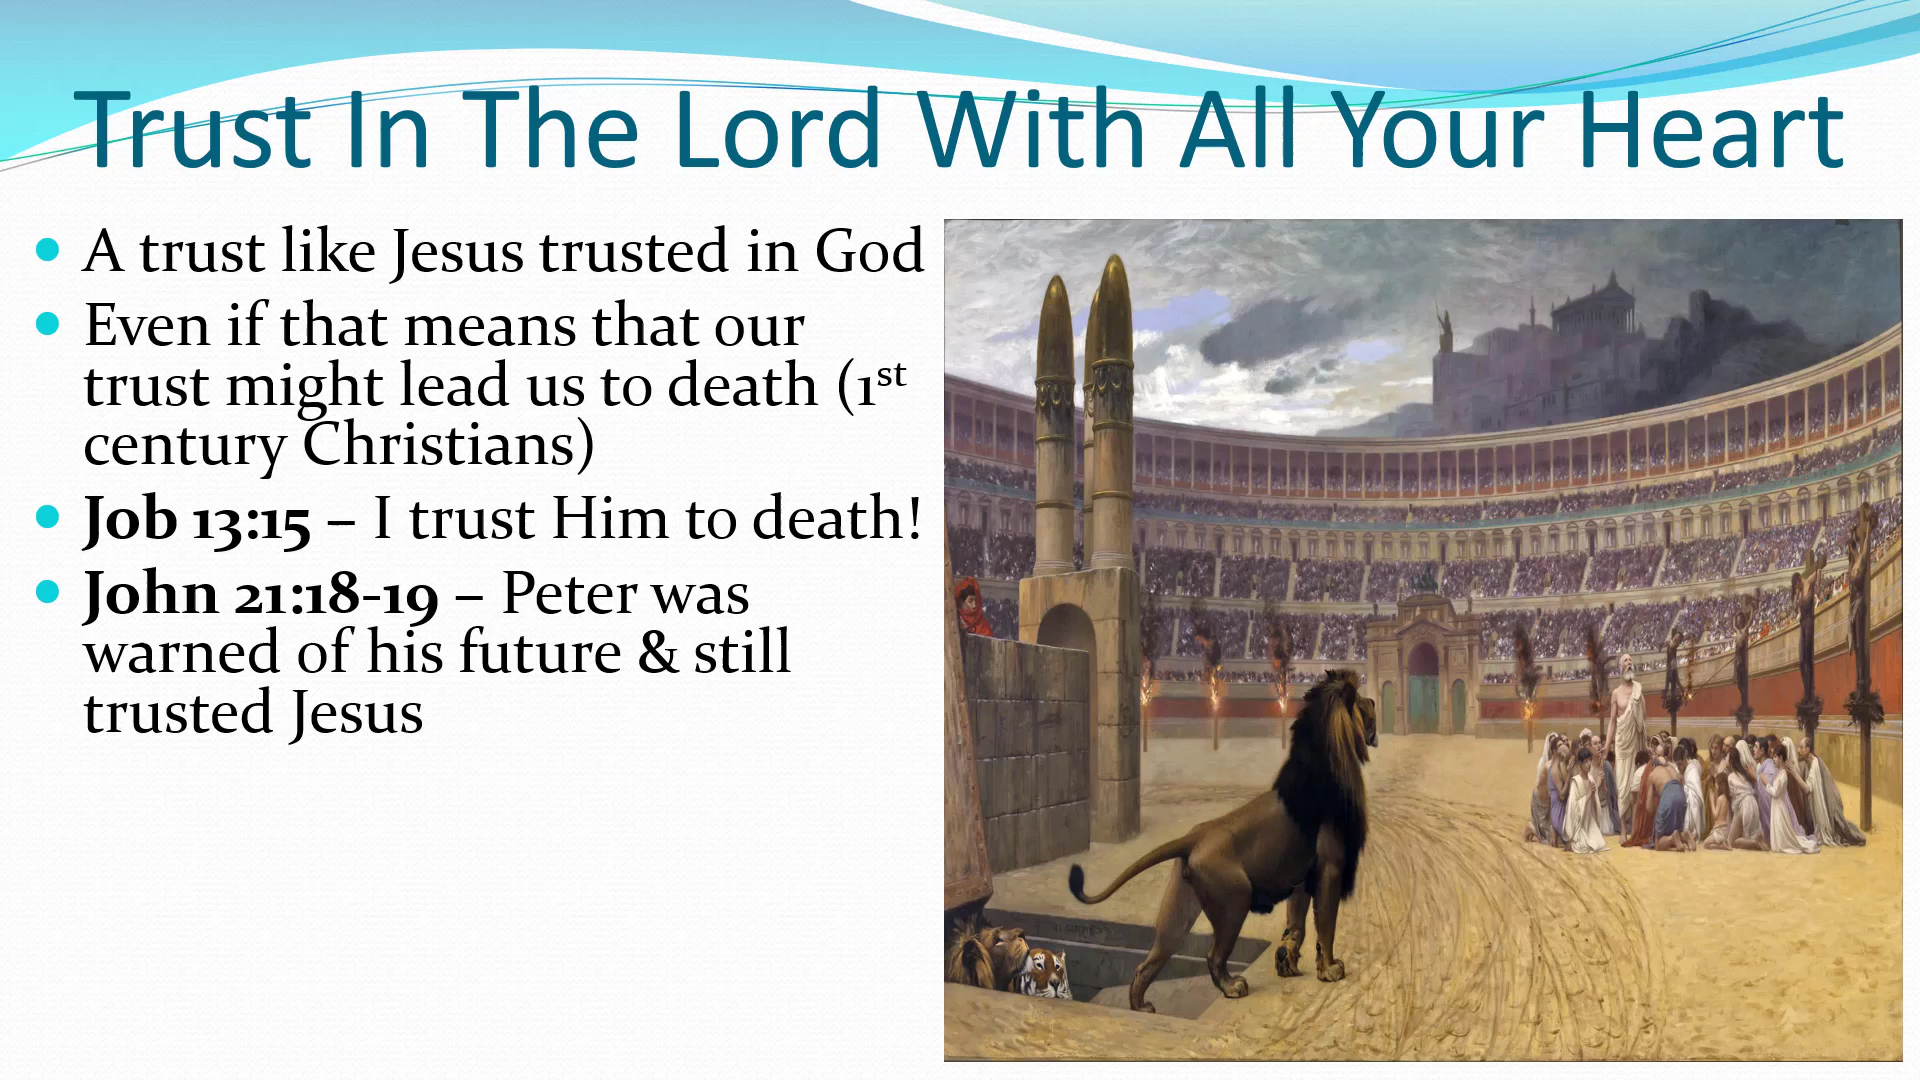 Trust In The Lord With All Your Heart
• A trust like Jesus trusted in God
• Even if that means that our
trust might lead us to death (1st
century Christians)
• Job 13:15 – I trust Him to death!
• John 21:18-19 – Peter was
warned of his future & still
trusted Jesus